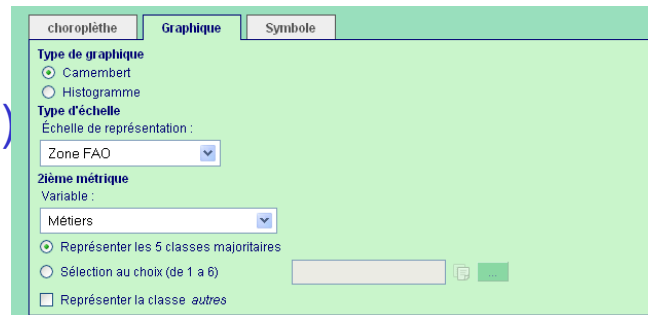 choroplèthe Graphique Symbole
Type de graphique
Camembert
Histogramme
Type d'échelle
)
Échelle de représentation :
Zone FAO
2ième métrique
Variable :
Métiers
Représenter les 5 classes majoritaires
Sélection au choix (de 1 a 6) ...
Représenter la classe autres